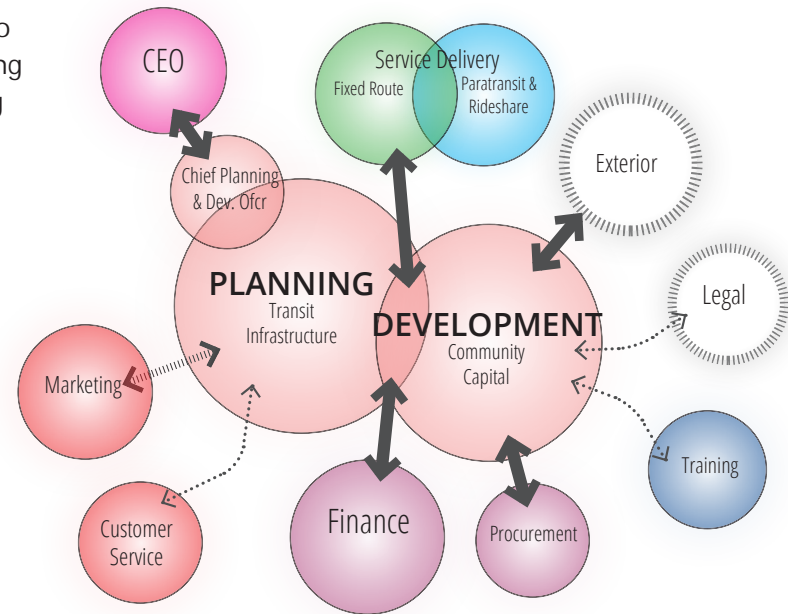 o
ng
g
CEO
Service Delivery
Fixed Route
Paratransit &
Rideshare
Exterior
Chief Planning
& Dev. Ofcr
PLANNING
Transit
Infrastructure
DEVELOPMENT
Community
Capital
Legal
Marketing
Training
Customer
Service
Finance
Procurement